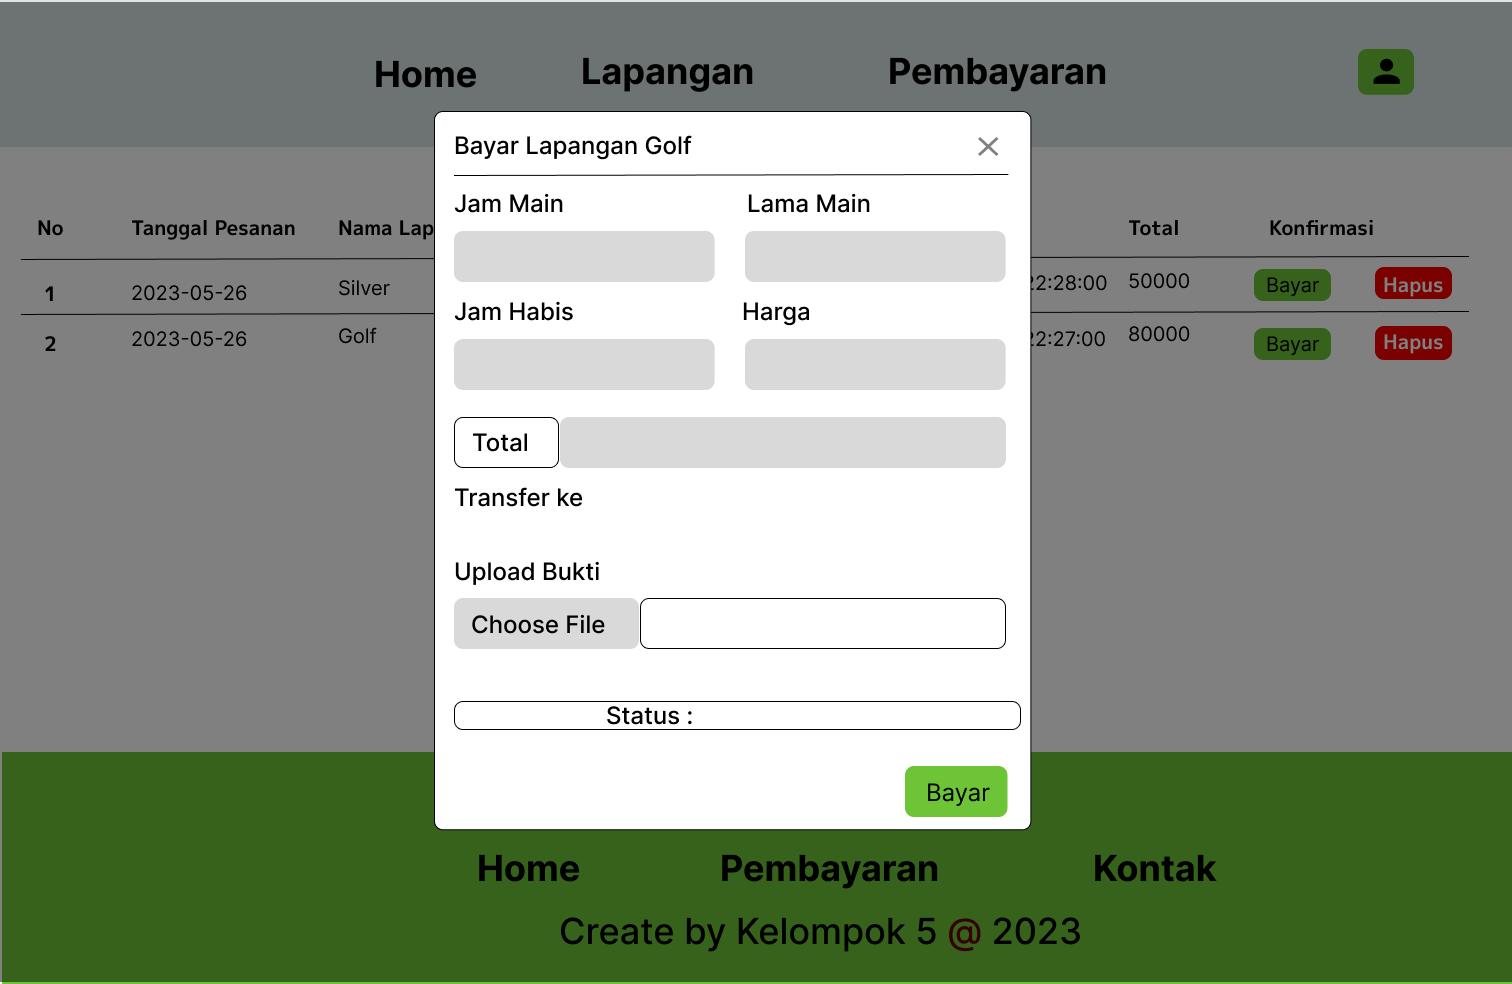 Home Lapangan Pembayaran
Bayar Lapangan Golf
Jam Main Lama Main
No Tanggal Pesanan Nama Lap Total Konfirmasi
1 2023-05-26 Silver 22:28:00 50000 Bayar Hapus
Jam Habis Harga
2 2023-05-26 Golf 22:27:00 80000 Bayar Hapus
Total
Transfer ke
Upload Bukti
Choose File
Status :
Bayar
Home Pembayaran Kontak
Create by Kelompok 5 @ 2023